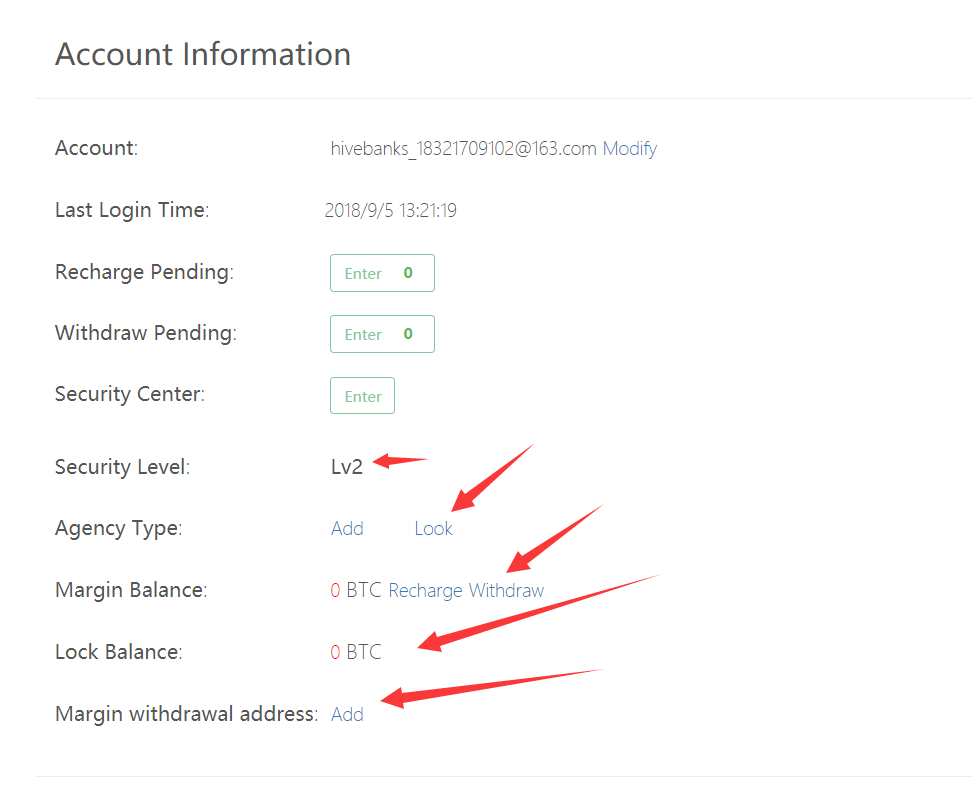 Account Information
Account: hivebanks_18321709102@163.com Modify
Last Login Time: 2018/9/5 13:21:19
Recharge Pending: Enter 0
Withdraw Pending: Enter 0
Security Center: Enter
Security Level: Lv2
Agency Type: Add Look
Margin Balance: 0 BTC Recharge Withdraw
Lock Balance: 0 BTC
Margin withdrawal address: Add